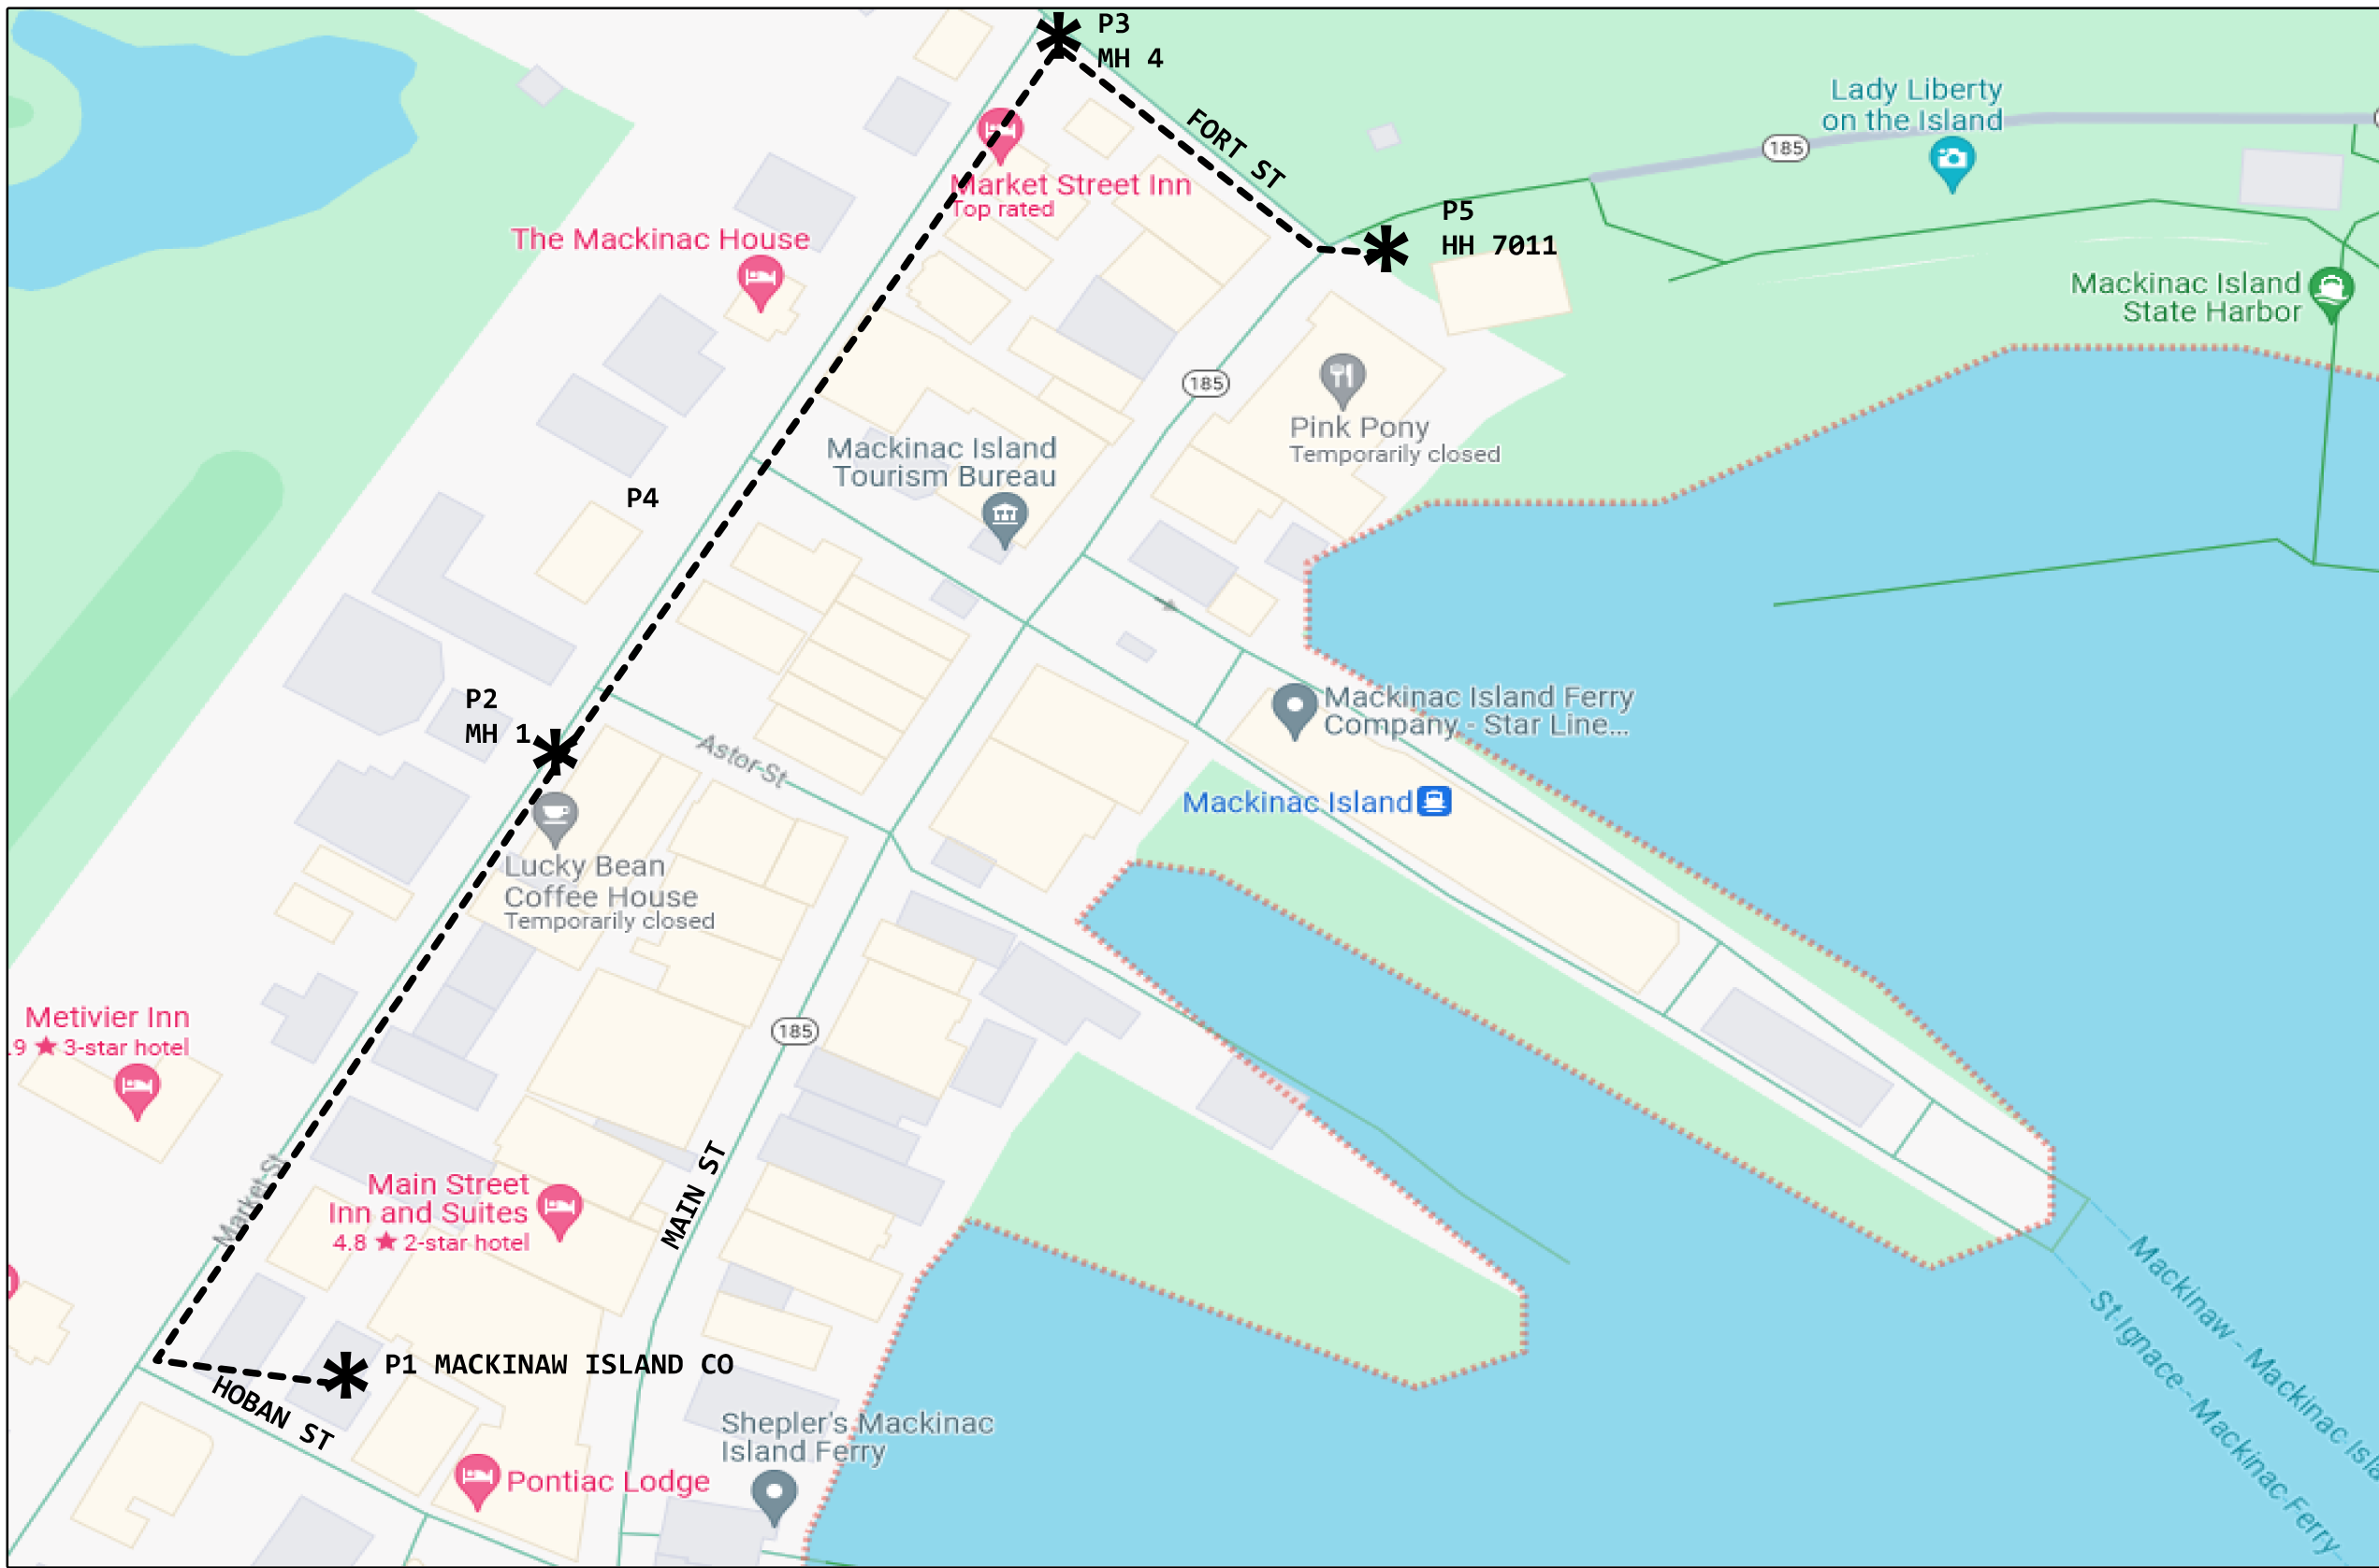 P3
MH 4
FORT ST
Lady Liberty
on the Island
185
Market Street Inn
Top rated
P5
HH 7011
The Mackinac House
Mackinac Island
State Harbor
185
Pink Pony
Temporarily closed
Mackinac Island
Tourism Bureau
P4
P2
MH 1
Mackinac Island Ferry
Company - Star Line...
Astor St
Mackinac Island
Lucky Bean
Coffee House
Temporarily closed
Metivier Inn
.9 ★ 3-star hotel
185
Market St
MAIN ST
Main Street
Inn and Suites
4.8 ★ 2-star hotel
Mackinaw - Mackinac Isla
St Ignace - Mackinac Ferry
P1 MACKINAW ISLAND CO
HOBAN ST
Shepler's Mackinac
Island Ferry
Pontiac Lodge